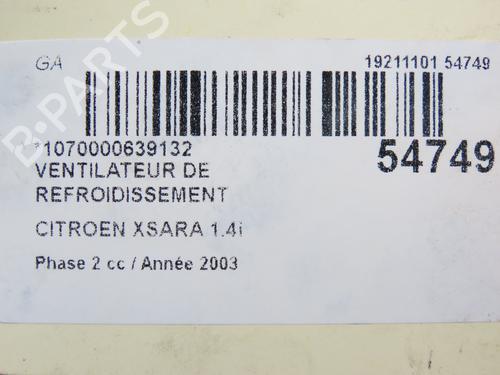 GA
19211101 54749
*1070000639132
54749
VENTILATEUR DE
REFROIDISSEMENT
CITROEN XSARA 1.4i
Phase 2 cc / Année 2003
B-PARTS